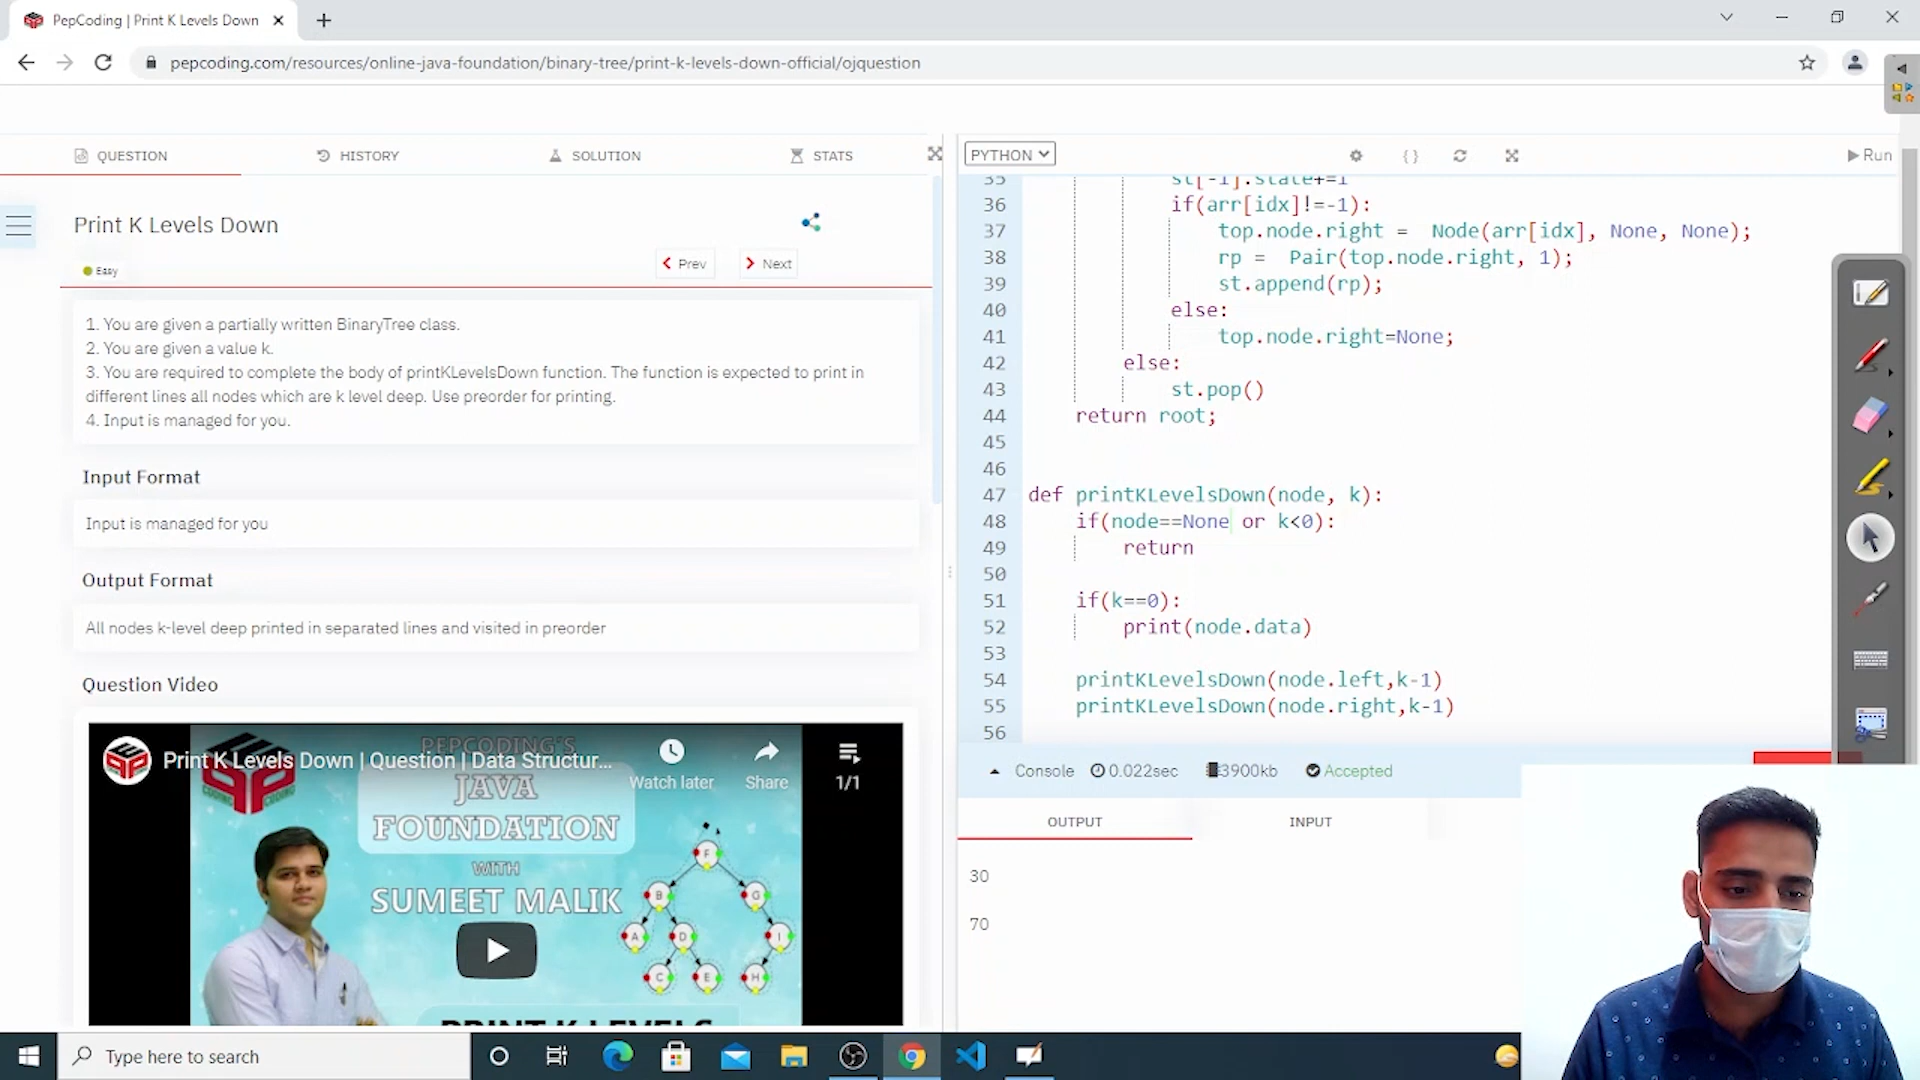 PepCoding | Print K Levels Down
pepcoding.com/resources/online-java-foundation/binary-tree/print-k-levels-down-official/ojquestion
QUESTION
HISTORY
SOLUTION
STATS
Print K Levels Down
Prev
Next
Easy
1. You are given a partially written BinaryTree class.
2. You are given a value k.
3. You are required to complete the body of printKLevelsDown function. The function is expected to print in
different lines all nodes which are k level deep. Use preorder for printing.
4. Input is managed for you.
Input Format
Input is managed for you
Output Format
All nodes k-level deep printed in separated lines and visited in preorder
Question Video
Print K Levels Down | Question | Data Structur...
Watch later
Share
1/1
PEPCODING'S
JAVA
FOUNDATION
WITH
SUMEET MALIK
F
B
G
A
D
I
C
E
H
PRINT K LEVELS
PYTHON
Run
35 st[-1].state+=1
36 if(arr[idx]!=-1):
37 top.node.right = Node(arr[idx], None, None);
38 rp = Pair(top.node.right, 1);
39 st.append(rp);
40 else:
41 top.node.right=None;
42 else:
43 st.pop()
44 return root;
45
46
47 def printKLevelsDown(node, k):
48 if(node==None or k<0):
49 return
50
51 if(k==0):
52 print(node.data)
53
54 printKLevelsDown(node.left,k-1)
55 printKLevelsDown(node.right,k-1)
56
Console 0.022sec 3900kb Accepted
OUTPUT
INPUT
30
70
Type here to search